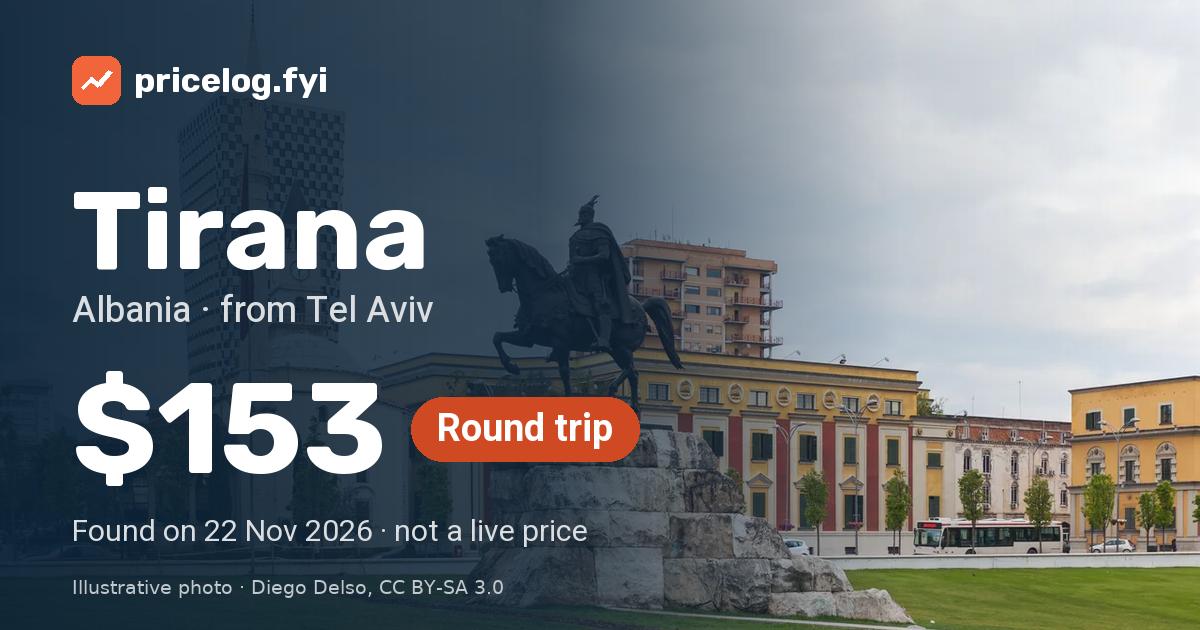 pricelog.fyi
Tirana
Albania · from Tel Aviv
$153
Round trip
Found on 22 Nov 2026 · not a live price
Illustrative photo · Diego Delso, CC BY-SA 3.0